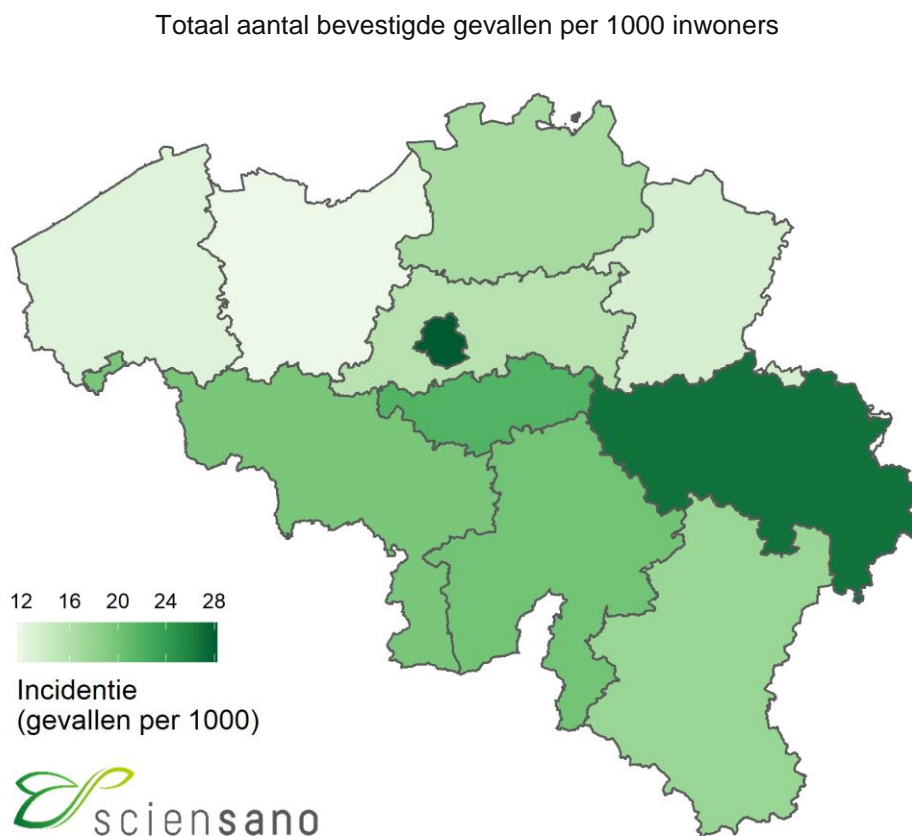 Totaal aantal bevestigde gevallen per 1000 inwoners
12 16 20 24 28
Incidentie
(gevallen per 1000)
sciensano